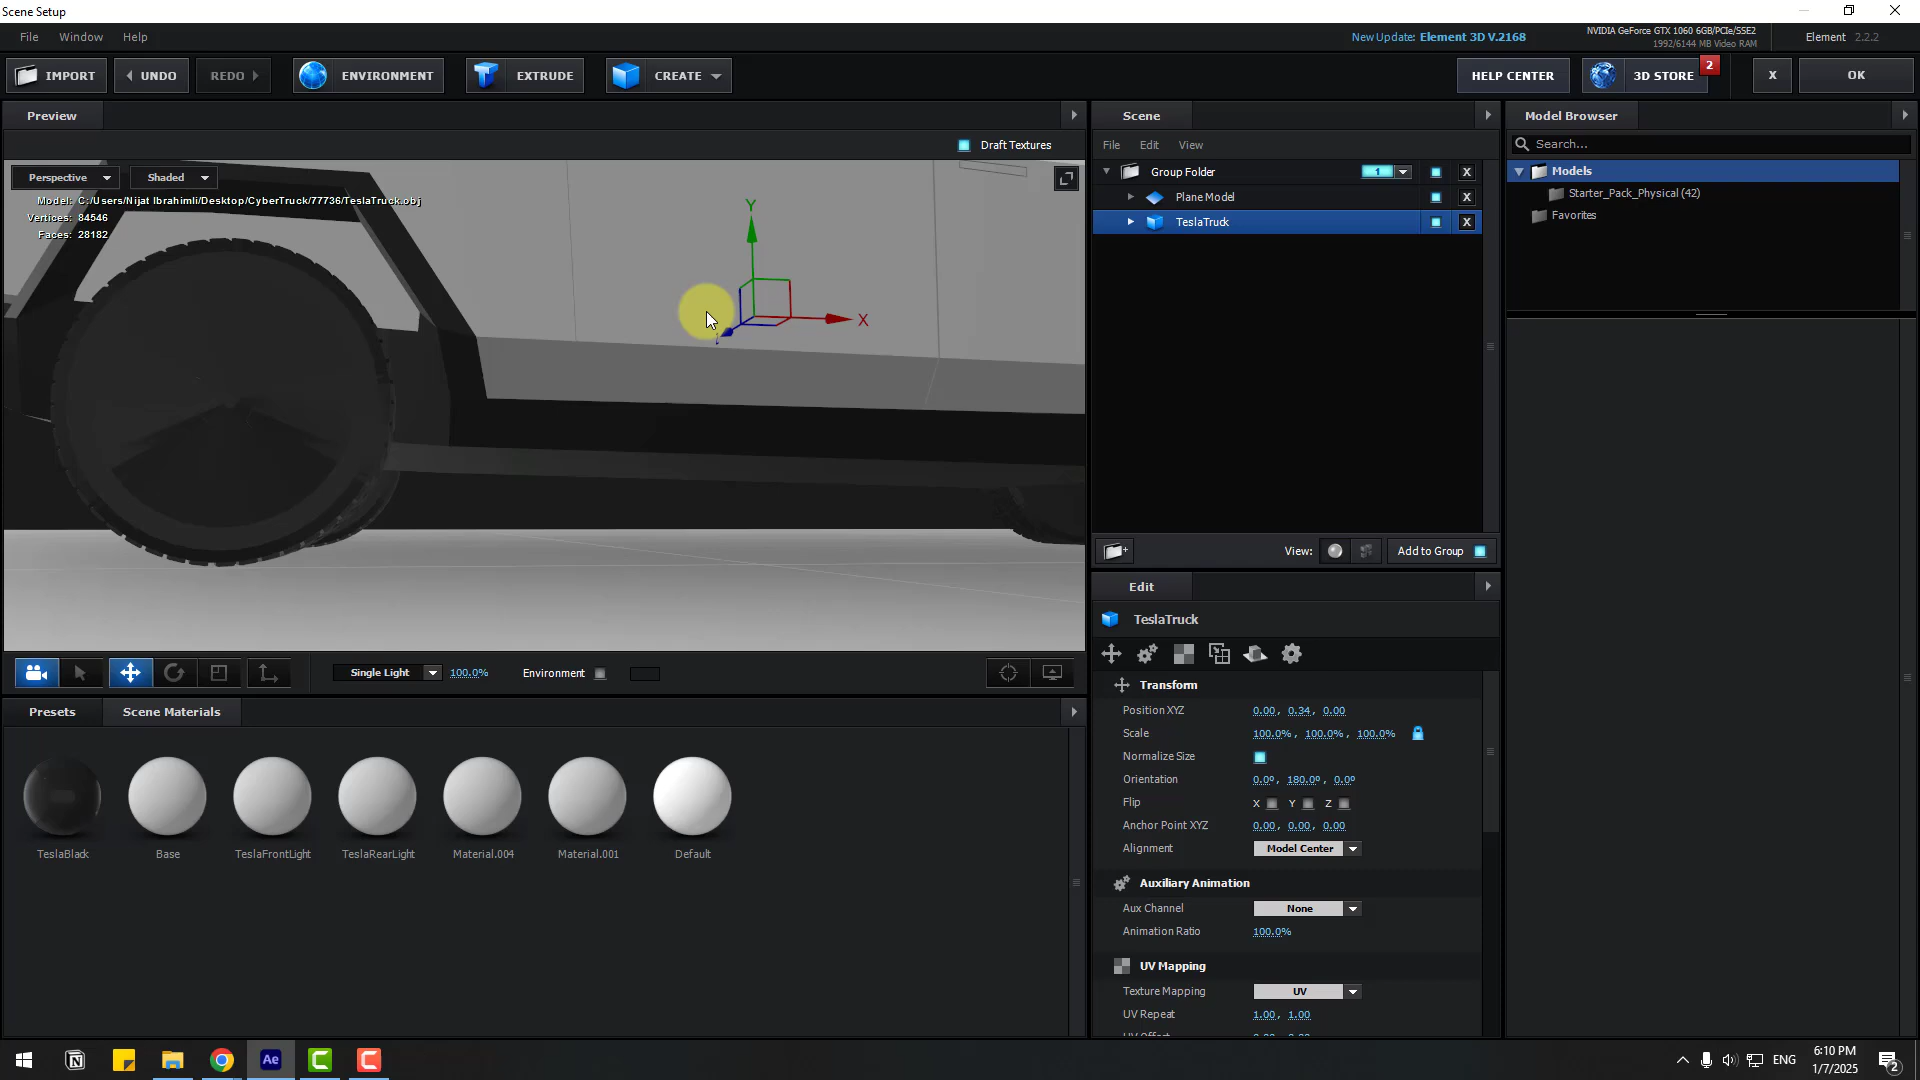 Scene Setup
File Window Help
New Update: Element 3D V.2168
NVIDIA GeForce GTX 1060 6GB/PCIe/SSE2
1992/6144 MB Video RAM
Element 2.2.2
IMPORT UNDO REDO ENVIRONMENT EXTRUDE CREATE HELP CENTER 3D STORE 2 X OK
Preview
Draft Textures
Perspective Shaded
Model: C:/Users/Nijat Ibrahimli/Desktop/CyberTruck/77736/TeslaTruck.obj
Vertices: 84546
Faces: 28182
Y
X
Single Light 100.0% Environment
Presets Scene Materials
TeslaBlack Base TeslaFrontLight TeslaRearLight Material.004 Material.001 Default
Scene
File Edit View
Group Folder 1 X
Plane Model X
TeslaTruck X
View: Add to Group
Edit
TeslaTruck
Transform
Position XYZ 0.00, 0.34, 0.00
Scale 100.0%, 100.0%, 100.0%
Normalize Size
Orientation 0.0°, 180.0°, 0.0°
Flip X Y Z
Anchor Point XYZ 0.00, 0.00, 0.00
Alignment Model Center
Auxiliary Animation
Aux Channel None
Animation Ratio 100.0%
UV Mapping
Texture Mapping UV
UV Repeat 1.00, 1.00
Model Browser
Search...
Models
Starter_Pack_Physical (42)
Favorites
Ae
ENG
6:10 PM
1/7/2025
2